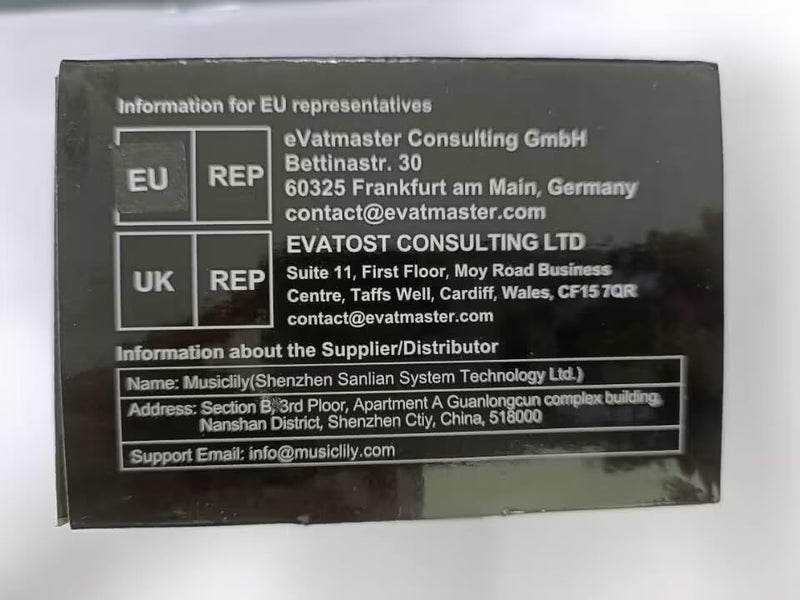 Information for EU representatives
EU REP
eVatmaster Consulting GmbH
Bettinastr. 30
60325 Frankfurt am Main, Germany
contact@evatmaster.com
UK REP
EVATOST CONSULTING LTD
Suite 11, First Floor, Moy Road Business
Centre, Taffs Well, Cardiff, Wales, CF15 7QR
contact@evatmaster.com
Information about the Supplier/Distributor
Name: Musiclily(Shenzhen Sanlian System Technology Ltd.)
Address: Section B, 3rd Ploor, Apartment A Guanlongcun complex building,
Nanshan District, Shenzhen Ctiy, China, 518000
Support Email: info@musiclily.com